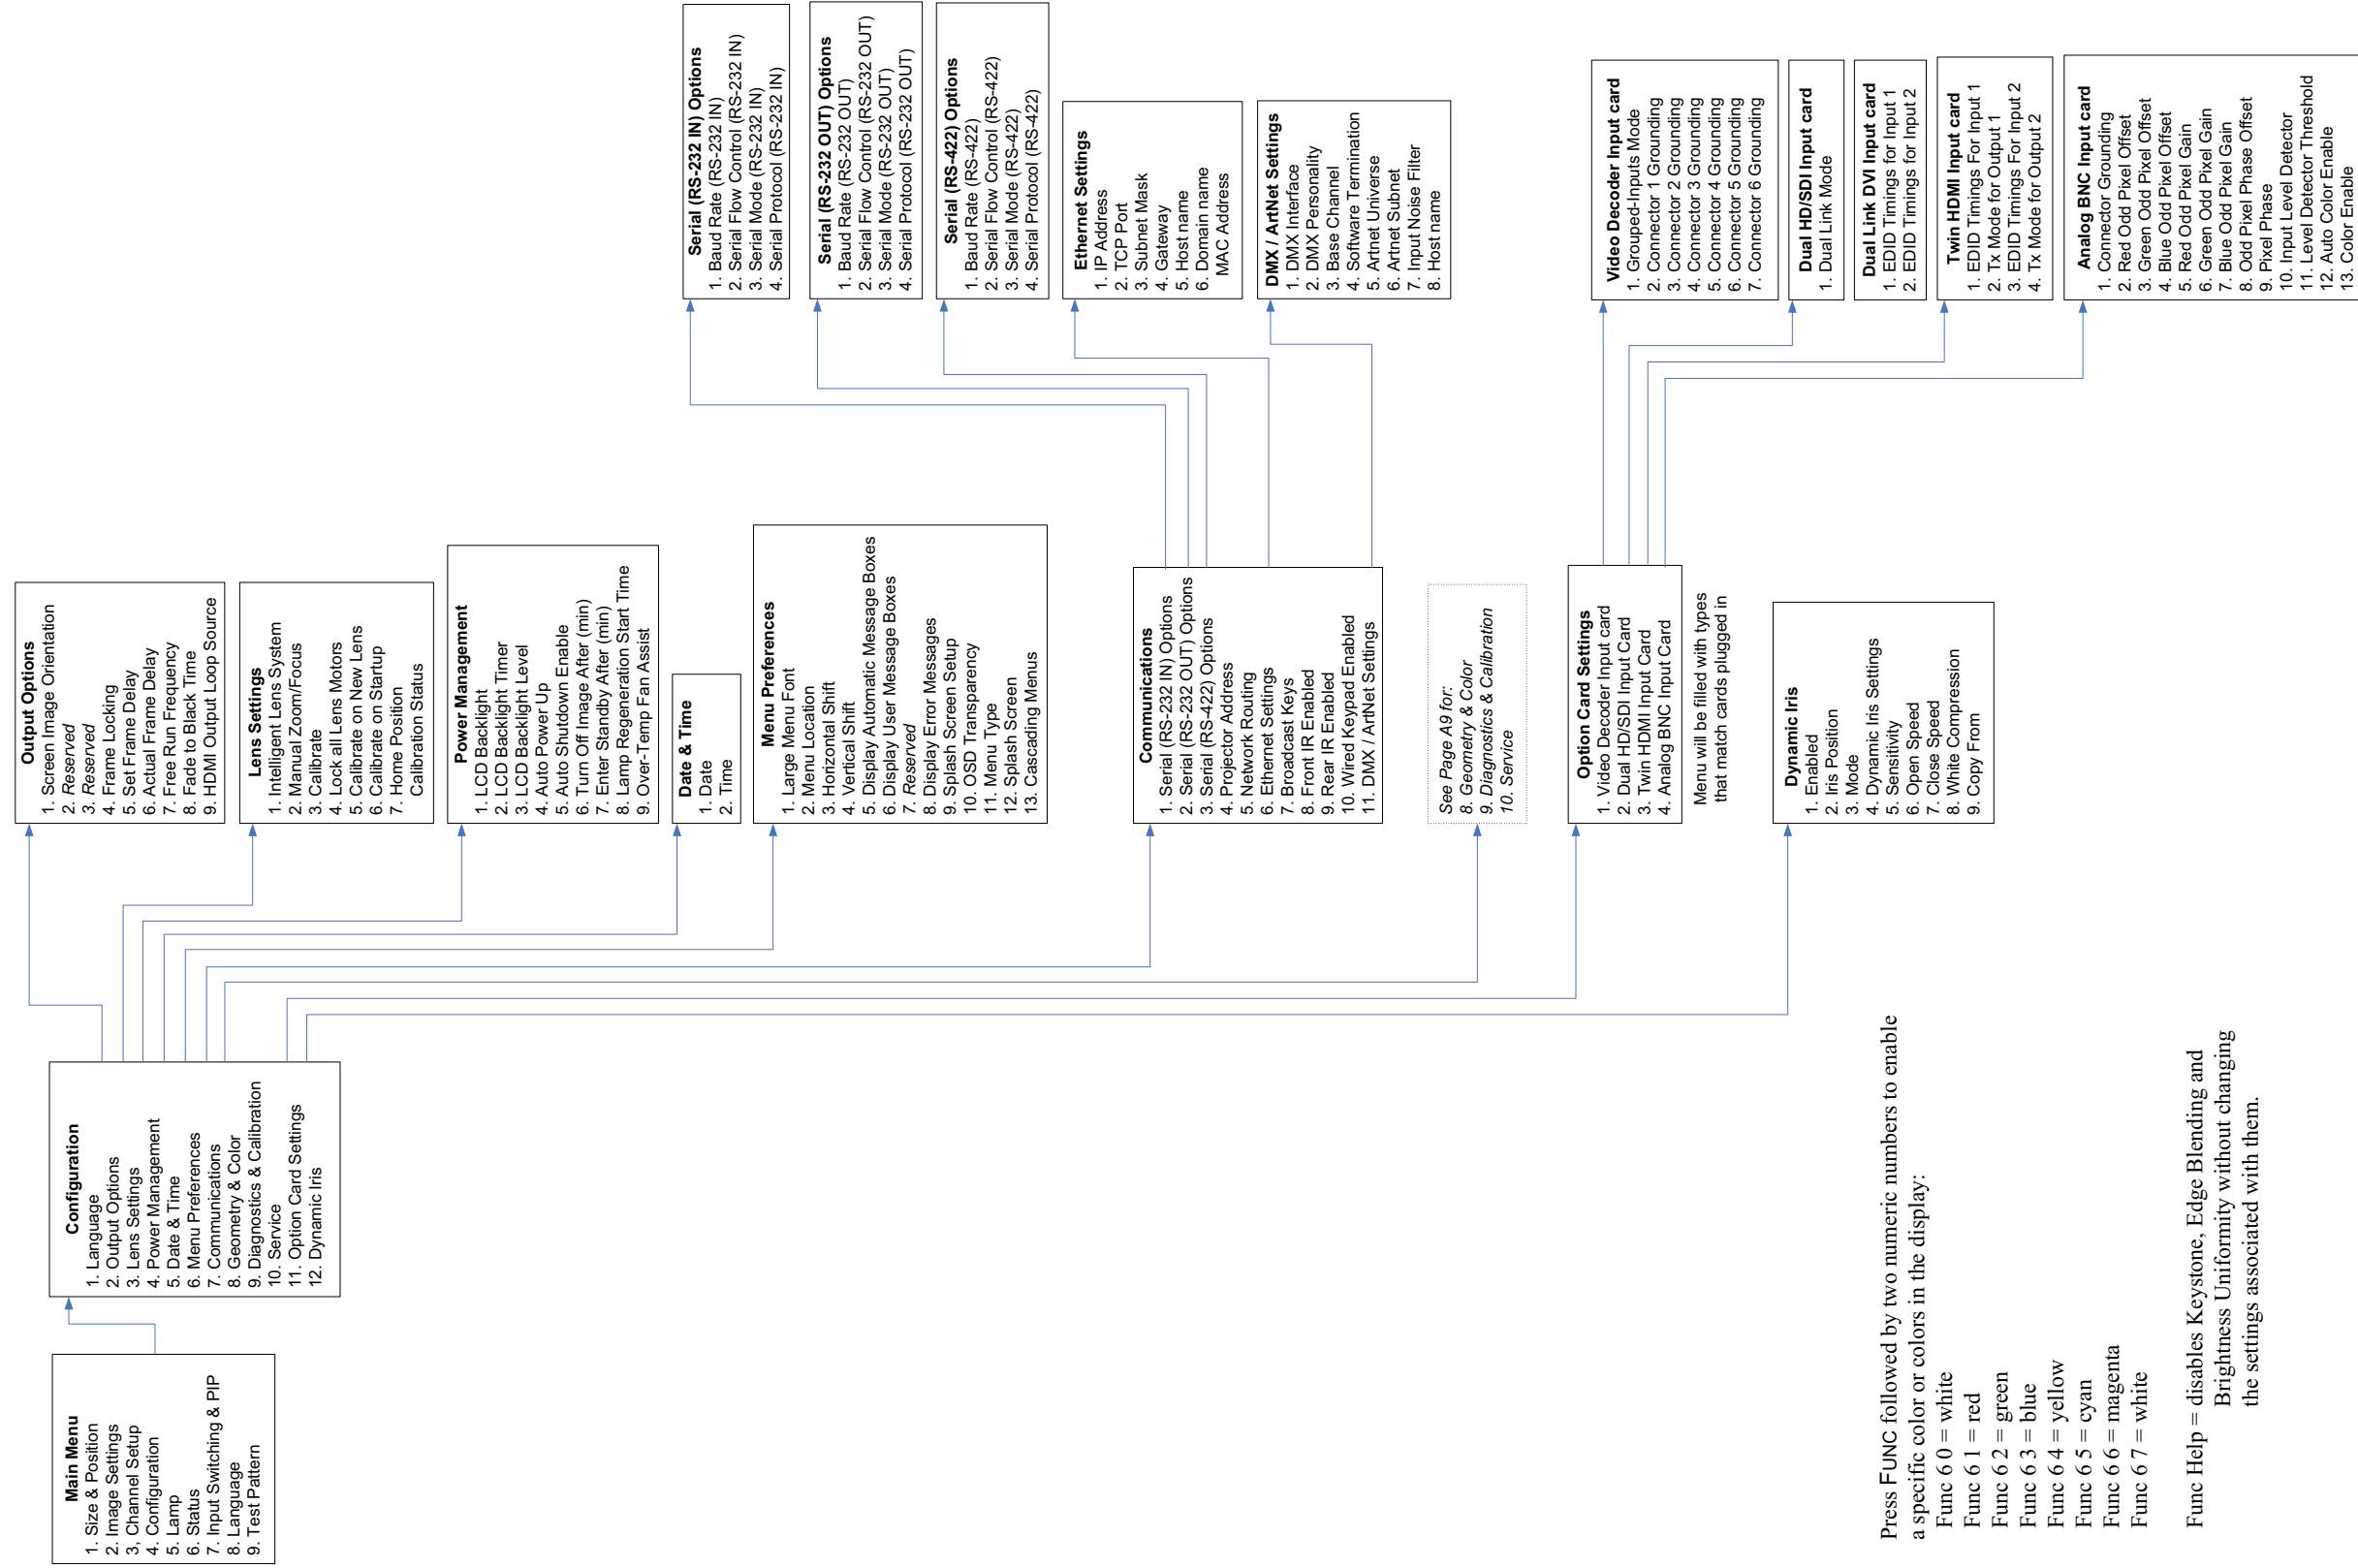 Main Menu
1. Size & Position
2. Image Settings
3, Channel Setup
4. Configuration
5. Lamp
6. Status
7. Input Switching & PIP
8. Language
9. Test Pattern
Configuration
1. Language
2. Output Options
3. Lens Settings
4. Power Management
5. Date & Time
6. Menu Preferences
7. Communications
8. Geometry & Color
9. Diagnostics & Calibration
10. Service
11. Option Card Settings
12. Dynamic Iris
Output Options
1. Screen Image Orientation
2. Reserved
3. Reserved
4. Frame Locking
5. Set Frame Delay
6. Actual Frame Delay
7. Free Run Frequency
8. Fade to Black Time
9. HDMI Output Loop Source
Lens Settings
1. Intelligent Lens System
2. Manual Zoom/Focus
3. Calibrate
4. Lock all Lens Motors
5. Calibrate on New Lens
6. Calibrate on Startup
7. Home Position
Calibration Status
Power Management
1. LCD Backlight
2. LCD Backlight Timer
3. LCD Backlight Level
4. Auto Power Up
5. Auto Shutdown Enable
6. Turn Off Image After (min)
7. Enter Standby After (min)
8. Lamp Regeneration Start Time
9. Over-Temp Fan Assist
Date & Time
1. Date
2. Time
Menu Preferences
1. Large Menu Font
2. Menu Location
3. Horizontal Shift
4. Vertical Shift
5. Display Automatic Message Boxes
6. Display User Message Boxes
7. Reserved
8. Display Error Messages
9. Splash Screen Setup
10. OSD Transparency
11. Menu Type
12. Splash Screen
13. Cascading Menus
Communications
1. Serial (RS-232 IN) Options
2. Serial (RS-232 OUT) Options
3. Serial (RS-422) Options
4. Projector Address
5. Network Routing
6. Ethernet Settings
7. Broadcast Keys
8. Front IR Enabled
9. Rear IR Enabled
10. Wired Keypad Enabled
11. DMX / ArtNet Settings
See Page A9 for:
8. Geometry & Color
9. Diagnostics & Calibration
10. Service
Option Card Settings
1. Video Decoder Input card
2. Dual HD/SDI Input Card
3. Twin HDMI Input Card
4. Analog BNC Input Card
Menu will be filled with types
that match cards plugged in
Dynamic Iris
1. Enabled
2. Iris Position
3. Mode
4. Dynamic Iris Settings
5. Sensitivity
6. Open Speed
7. Close Speed
8. White Compression
9. Copy From
Serial (RS-232 IN) Options
1. Baud Rate (RS-232 IN)
2. Serial Flow Control (RS-232 IN)
3. Serial Mode (RS-232 IN)
4. Serial Protocol (RS-232 IN)
Serial (RS-232 OUT) Options
1. Baud Rate (RS-232 OUT)
2. Serial Flow Control (RS-232 OUT)
3. Serial Mode (RS-232 OUT)
4. Serial Protocol (RS-232 OUT)
Serial (RS-422) Options
1. Baud Rate (RS-422)
2. Serial Flow Control (RS-422)
3. Serial Mode (RS-422)
4. Serial Protocol (RS-422)
Ethernet Settings
1. IP Address
2. TCP Port
3. Subnet Mask
4. Gateway
5. Host name
6. Domain name
MAC Address
DMX / ArtNet Settings
1. DMX Interface
2. DMX Personality
3. Base Channel
4. Software Termination
5. Artnet Universe
6. Artnet Subnet
7. Input Noise Filter
8. Host name
Video Decoder Input card
1. Grouped-Inputs Mode
2. Connector 1 Grounding
3. Connector 2 Grounding
4. Connector 3 Grounding
5. Connector 4 Grounding
6. Connector 5 Grounding
7. Connector 6 Grounding
Dual HD/SDI Input card
1. Dual Link Mode
Dual Link DVI Input card
1. EDID Timings for Input 1
2. EDID Timings for Input 2
Twin HDMI Input card
1. EDID Timings For Input 1
2. Tx Mode for Output 1
3. EDID Timings For Input 2
4. Tx Mode for Output 2
Analog BNC Input card
1. Connector Grounding
2. Red Odd Pixel Offset
3. Green Odd Pixel Offset
4. Blue Odd Pixel Offset
5. Red Odd Pixel Gain
6. Green Odd Pixel Gain
7. Blue Odd Pixel Gain
8. Odd Pixel Phase Offset
9. Pixel Phase
10. Input Level Detector
11. Level Detector Threshold
12. Auto Color Enable
13. Color Enable
Press FUNC followed by two numeric numbers to enable
a specific color or colors in the display:
Func 6 0 = white
Func 6 1 = red
Func 6 2 = green
Func 6 3 = blue
Func 6 4 = yellow
Func 6 5 = cyan
Func 6 6 = magenta
Func 6 7 = white
Func Help = disables Keystone, Edge Blending and
Brightness Uniformity without changing
the settings associated with them.